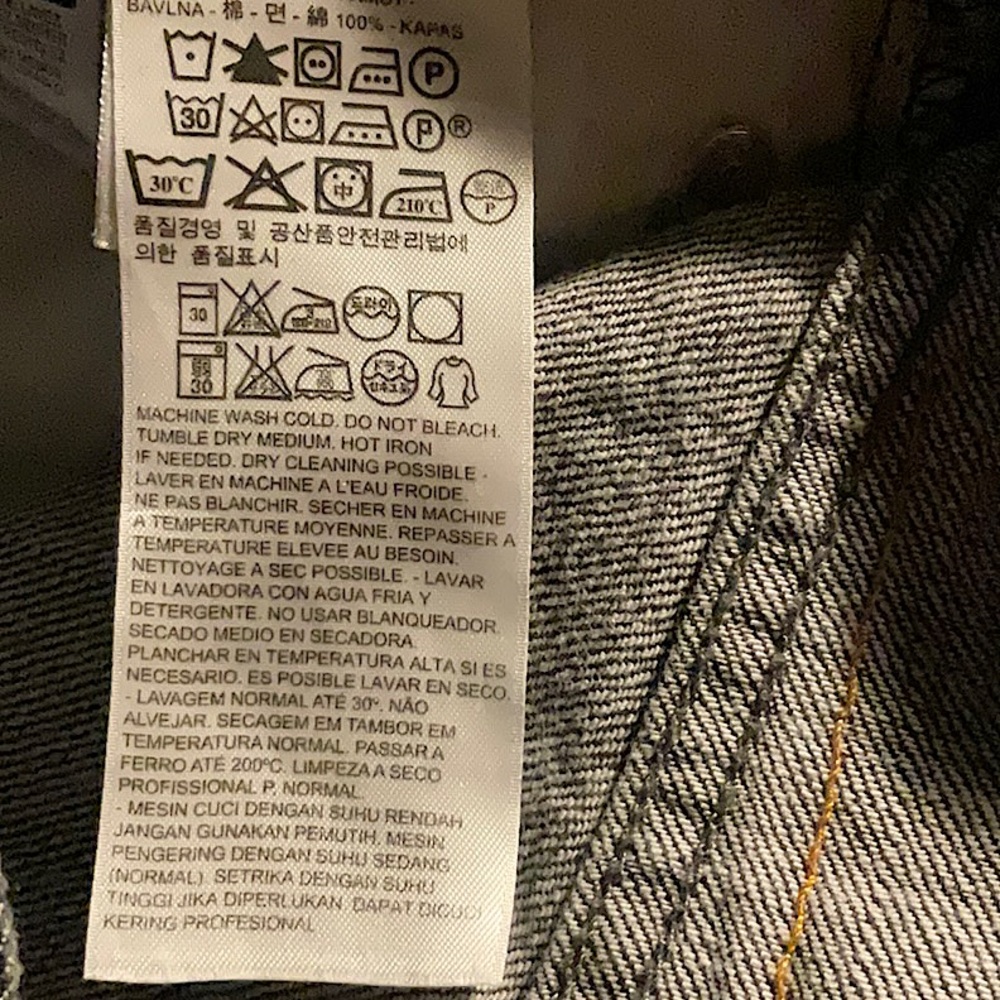 BAVLNA - 棉 - 면 - 綿 100% - KAPAS
P
30 P®
30°C 中 210°C P
품질경영 및 공산품안전관리법에
의한 품질표시
30 드라이
약 30
MACHINE WASH COLD. DO NOT BLEACH.
TUMBLE DRY MEDIUM. HOT IRON
IF NEEDED. DRY CLEANING POSSIBLE -
LAVER EN MACHINE A L'EAU FROIDE.
NE PAS BLANCHIR. SECHER EN MACHINE
A TEMPERATURE MOYENNE. REPASSER A
TEMPERATURE ELEVEE AU BESOIN.
NETTOYAGE A SEC POSSIBLE. - LAVAR
EN LAVADORA CON AGUA FRIA Y
DETERGENTE. NO USAR BLANQUEADOR.
SECADO MEDIO EN SECADORA.
PLANCHAR EN TEMPERATURA ALTA SI ES
NECESARIO. ES POSIBLE LAVAR EN SECO.
- LAVAGEM NORMAL ATÉ 30º. NÃO
ALVEJAR. SECAGEM EM TAMBOR EM
TEMPERATURA NORMAL. PASSAR A
FERRO ATÉ 200ºC. LIMPEZA A SECO
PROFISSIONAL P. NORMAL
- MESIN CUCI DENGAN SUHU RENDAH
JANGAN GUNAKAN PEMUTIH. MESIN
PENGERING DENGAN SUHU SEDANG
(NORMAL). SETRIKA DENGAN SUHU
TINGGI JIKA DIPERLUKAN. DAPAT DICUCI
KERING PROFESIONAL